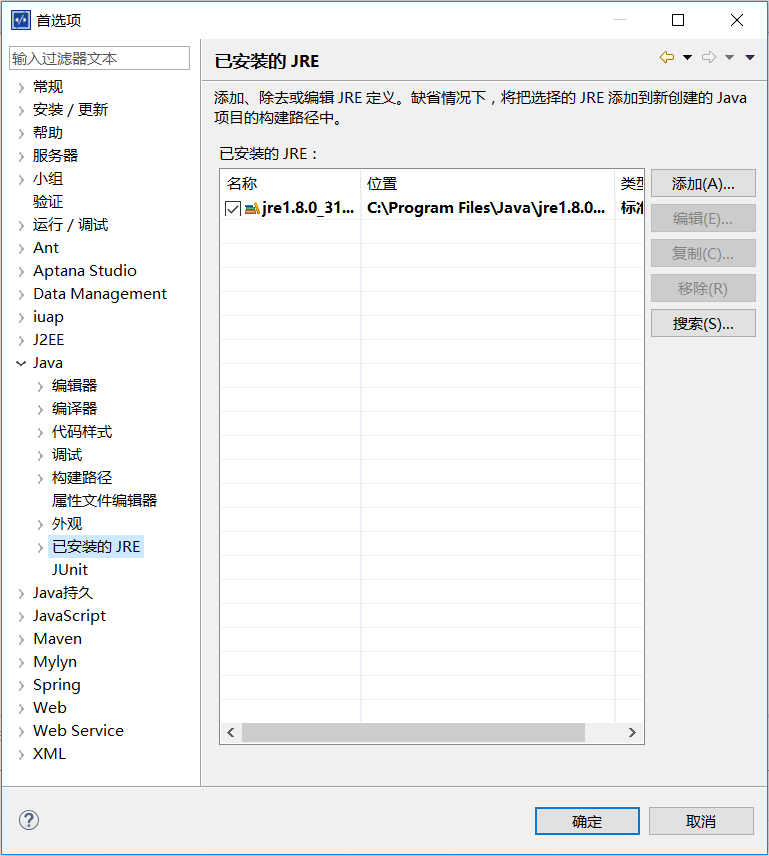 首选项
输入过滤器文本
常规
安装 / 更新
帮助
服务器
小组
验证
运行 / 调试
Ant
Aptana Studio
Data Management
iuap
J2EE
Java
编辑器
编译器
代码样式
调试
构建路径
属性文件编辑器
外观
已安装的 JRE
JUnit
Java持久
JavaScript
Maven
Mylyn
Spring
Web
Web Service
XML
已安装的 JRE
添加、除去或编辑 JRE 定义。缺省情况下，将把选择的 JRE 添加到新创建的 Java
项目的构建路径中。
已安装的 JRE：
名称 位置 类型
jre1.8.0_31... C:\Program Files\Java\jre1.8.0... 标准
添加(A)...
编辑(E)...
复制(C)...
移除(R)
搜索(S)...
?
确定 取消